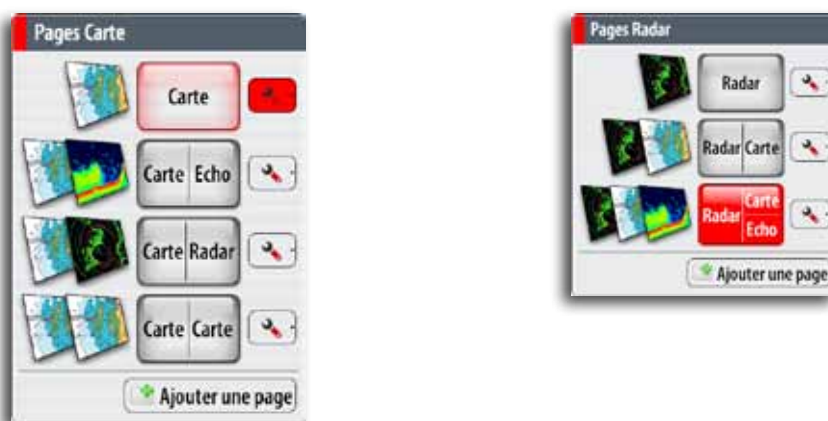 Pages Carte
Carte
Carte Echo
Carte Radar
Carte Carte
Ajouter une page
Pages Radar
Radar
Radar Carte
Radar Carte
Echo
Ajouter une page